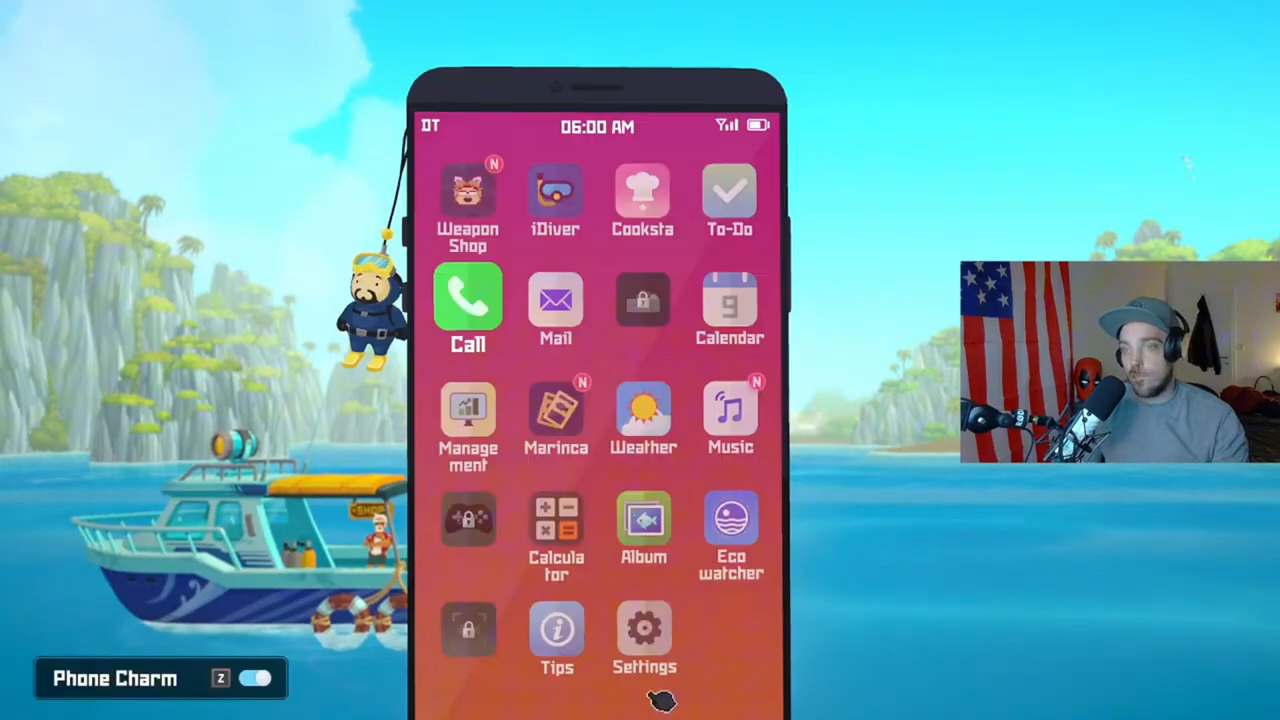 DT
06:00 AM
N
Weapon
Shop
iDiver
Cooksta
To-Do
Call
Mail
9
Calendar
N
N
Manage
ment
Marinca
Weather
Music
SHOP
Calcula
tor
Album
Eco
watcher
Tips
Settings
Phone Charm
Z